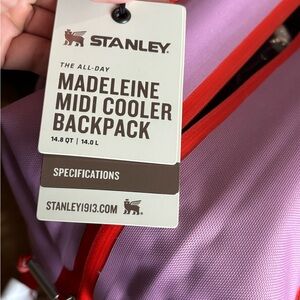 STANLEY
THE ALL-DAY
MADELEINE
MIDI COOLER
BACKPACK
14.8 QT | 14.0 L
SPECIFICATIONS
STANLEY1913.COM